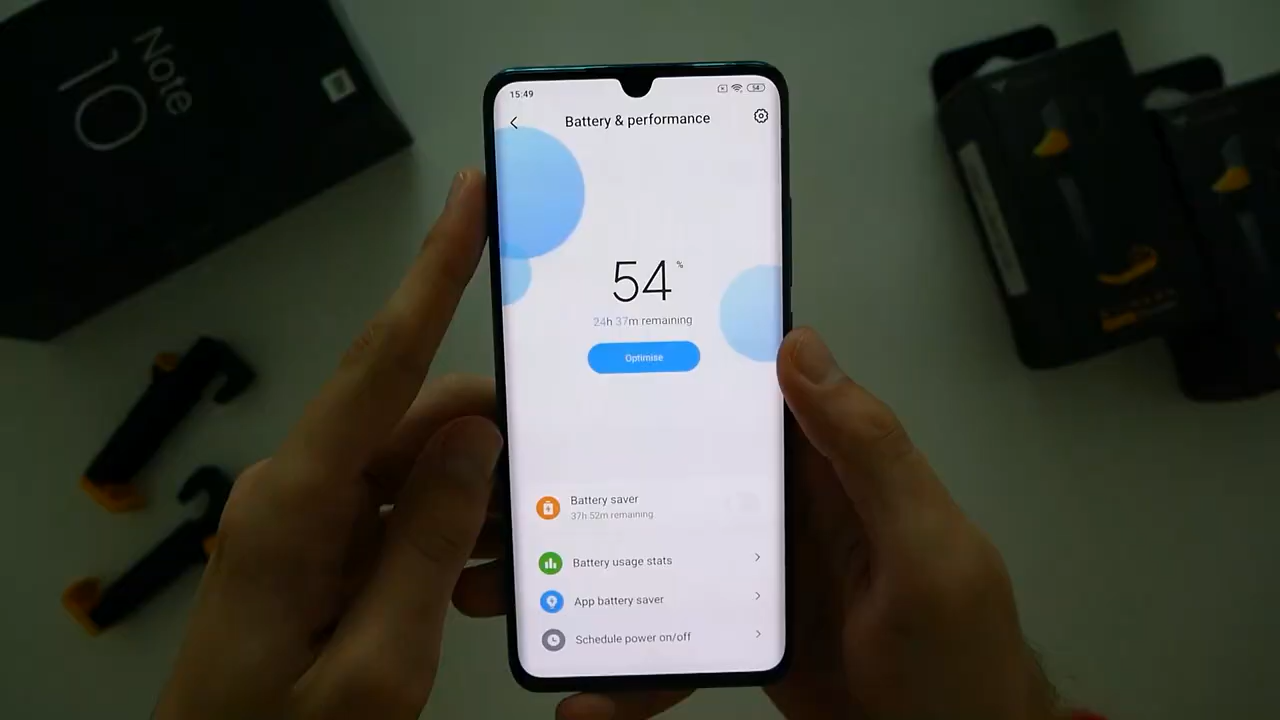 Note
10
15:49
54
Battery & performance
54 %
24h 37m remaining
Optimise
Battery saver
37h 52m remaining
Battery usage stats
App battery saver
Schedule power on/off